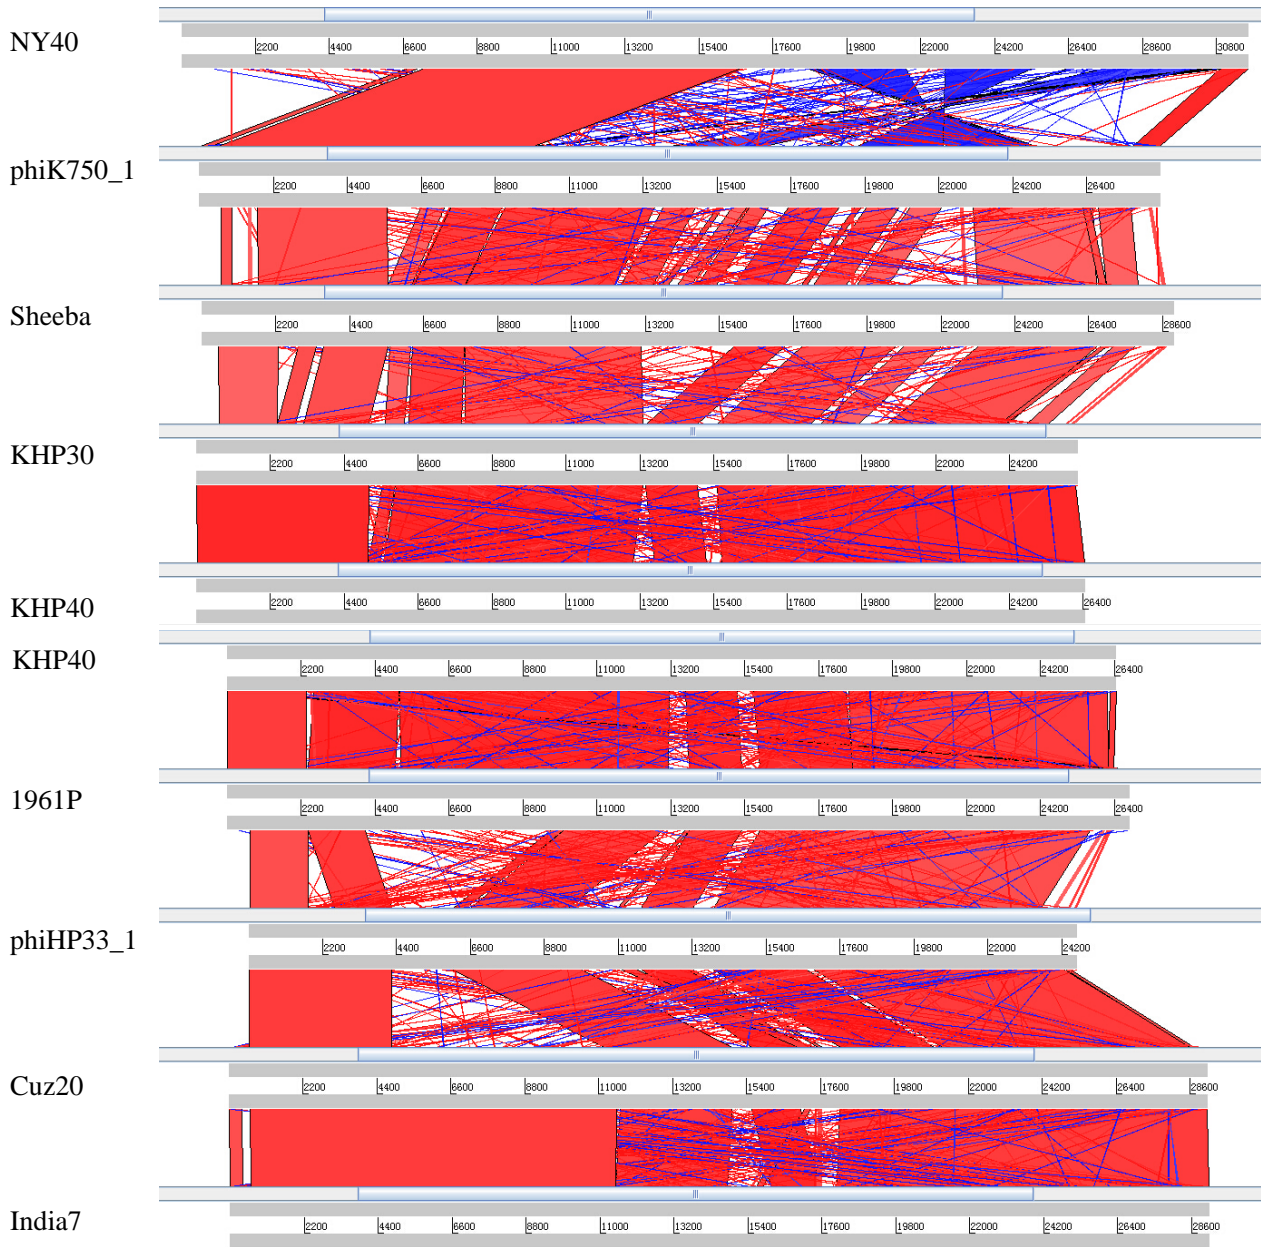 NY40
2200 4400 6600 8800 11000 13200 15400 17600 19800 22000 24200 26400 28600 30800
phiK750_1
2200 4400 6600 8800 11000 13200 15400 17600 19800 22000 24200 26400
Sheeba
2200 4400 6600 8800 11000 13200 15400 17600 19800 22000 24200 26400 28600
KHP30
2200 4400 6600 8800 11000 13200 15400 17600 19800 22000 24200
KHP40
2200 4400 6600 8800 11000 13200 15400 17600 19800 22000 24200 26400
KHP40
2200 4400 6600 8800 11000 13200 15400 17600 19800 22000 24200 26400
1961P
2200 4400 6600 8800 11000 13200 15400 17600 19800 22000 24200 26400
phiHP33_1
2200 4400 6600 8800 11000 13200 15400 17600 19800 22000 24200
Cuz20
2200 4400 6600 8800 11000 13200 15400 17600 19800 22000 24200 26400 28600
India7
2200 4400 6600 8800 11000 13200 15400 17600 19800 22000 24200 26400 28600